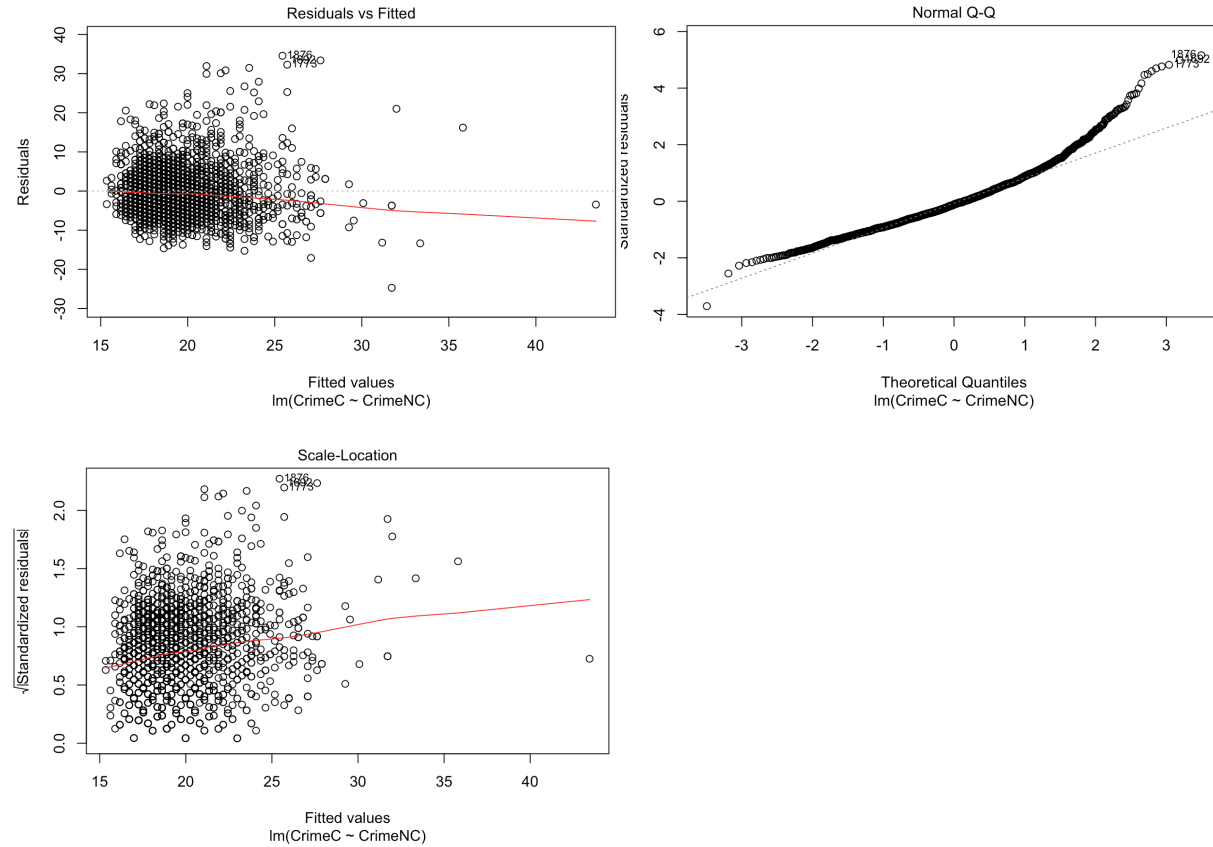 Residuals vs Fitted
Residuals
40
30
20
10
0
-10
-20
-30
1876
1692
1773
15 20 25 30 35 40
Fitted values
lm(CrimeC ~ CrimeNC)
Normal Q-Q
Standardized residuals
6
4
2
0
-2
-4
1876
1692
1773
-3 -2 -1 0 1 2 3
Theoretical Quantiles
lm(CrimeC ~ CrimeNC)
Scale-Location
√|Standardized residuals|
2.0
1.5
1.0
0.5
0.0
1876
1692
1773
15 20 25 30 35 40
Fitted values
lm(CrimeC ~ CrimeNC)